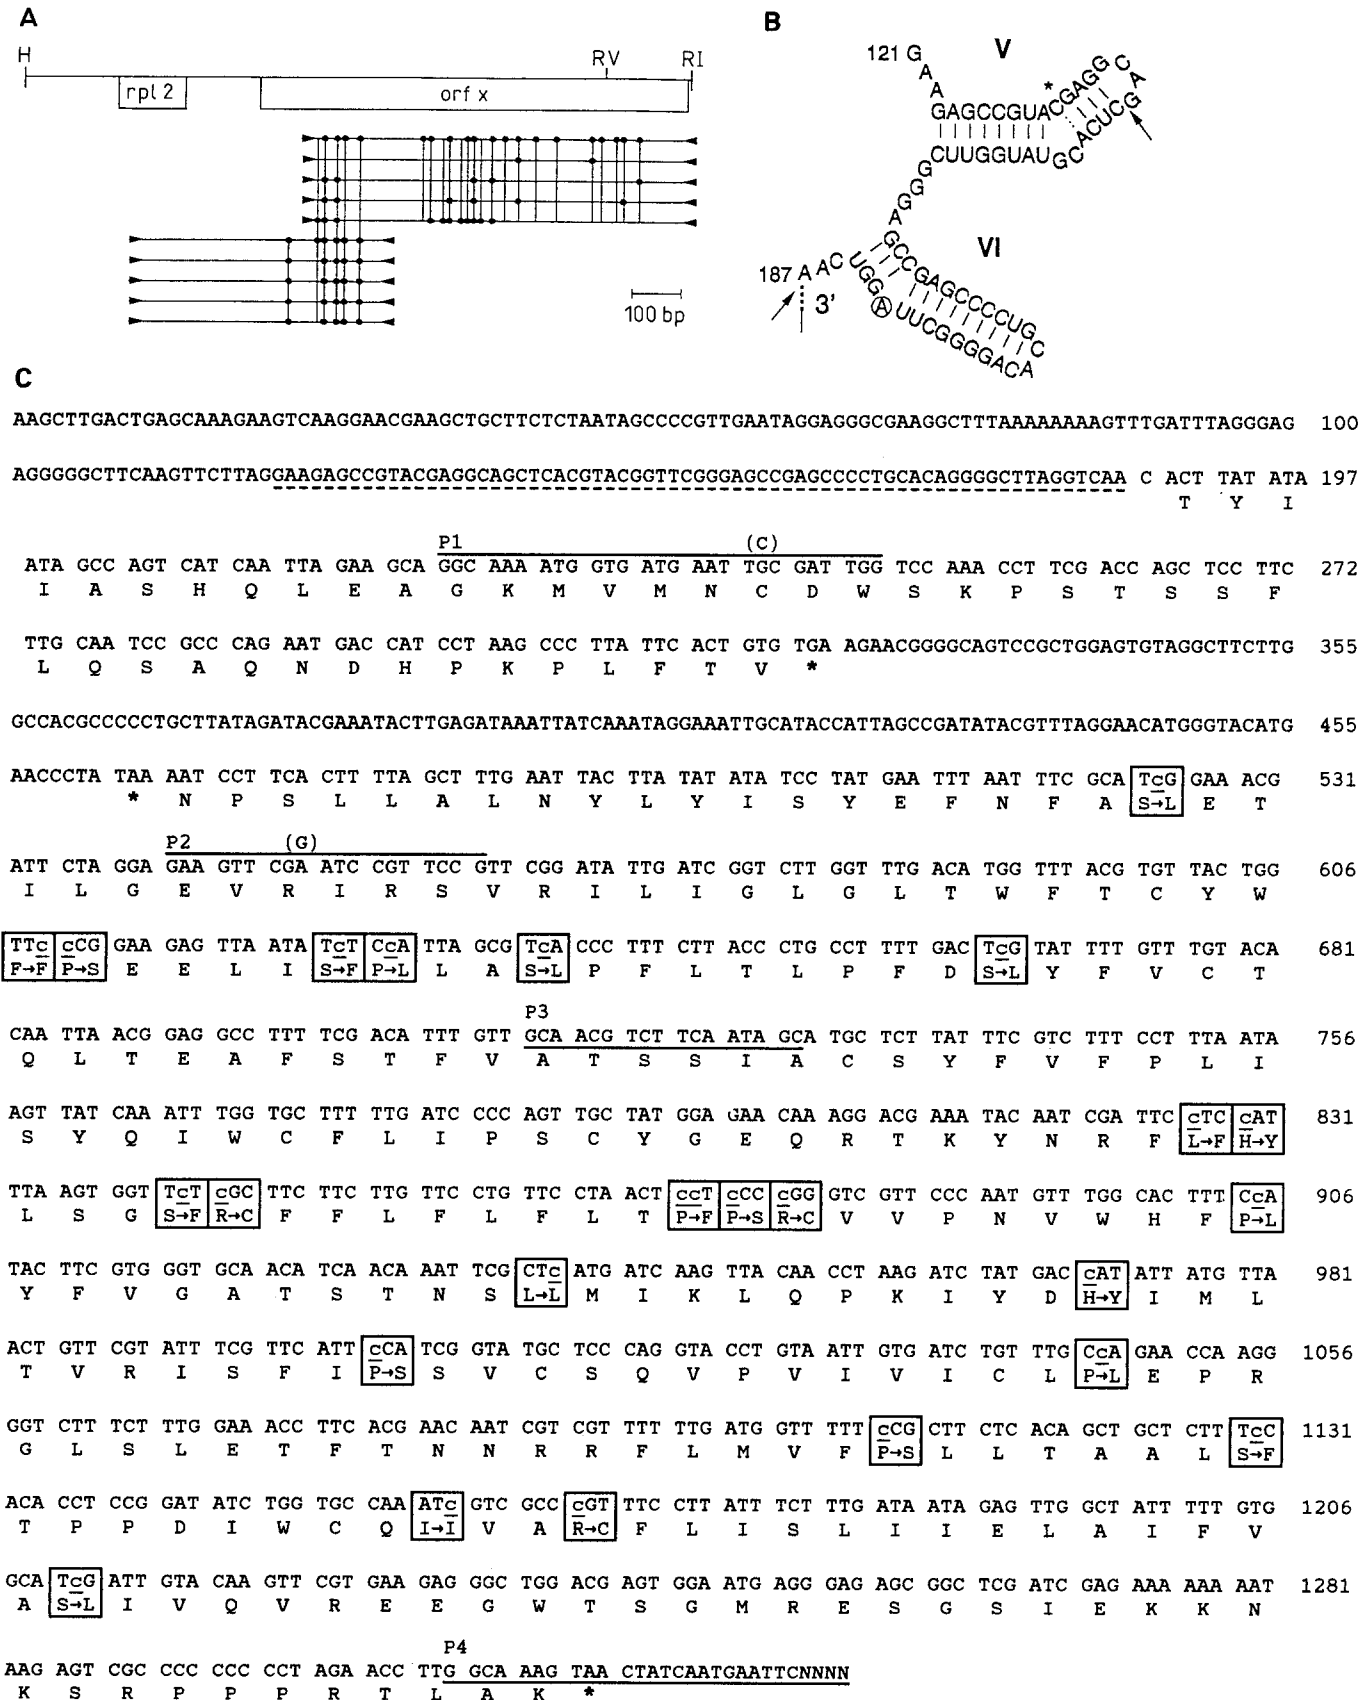 A
H
RV
RI
rpl 2
orf x
100 bp
B
V
VI
121 G
A
A
GAGCCGUACGAGGCAGCUCACG
*
CUUGGUAUG
G
G
G
A
GCCGAGCCCCUGCACAGGGGCUU
A
GGU
187 A A C
3'
C
AAGCTTGACTGAGCAAAGAAGTCAAGGAACGAAGCTGCTTCTCTAATAGCCCCGTTGAATAGGAGGGCGAAGGCTTTAAAAAAAAGTTTGATTTAGGGAG 100
AGGGGGCTTCAAGTTCTTAGGAAGAGCCGTACGAGGCAGCTCACGTACGGTTCGGGAGCCGAGCCCCTGCACAGGGGCTTAGGTCAA C ACT TAT ATA 197
T Y I
P1 (C)
ATA GCC AGT CAT CAA TTA GAA GCA GGC AAA ATG GTG ATG AAT TGC GAT TGG TCC AAA CCT TCG ACC AGC TCC TTC 272
I A S H Q L E A G K M V M N C D W S K P S T S S F
TTG CAA TCC GCC CAG AAT GAC CAT CCT AAG CCC TTA TTC ACT GTG TGA AGAACGGGGCAGTCCGCTGGAGTGTAGGCTTCTTG 355
L Q S A Q N D H P K P L F T V *
GCCACGCCCCCTGCTTATAGATACGAAATACTTGAGATAAATTATCAAATAGGAAATTGCATACCATTAGCCGATATACGTTTAGGAACATGGGTACATG 455
AACCCTA TAA AAT CCT TCA CTT TTA GCT TTG AAT TAC TTA TAT ATA TCC TAT GAA TTT AAT TTC GCA TcG GAA ACG 531
* N P S L L A L N Y L Y I S Y E F N F A S→L E T
P2 (G)
ATT CTA GGA GAA GTT CGA ATC CGT TCC GTT CGG ATA TTG ATC GGT CTT GGT TTG ACA TGG TTT ACG TGT TAC TGG 606
I L G E V R I R S V R I L I G L G L T W F T C Y W
TTc cCG GAA GAG TTA ATA TcT CcA TTA GCG TcA CCC TTT CTT ACC CTG CCT TTT GAC TcG TAT TTT GTT TGT ACA 681
F→F P→S E E L I S→F P→L L A S→L P F L T L P F D S→L Y F V C T
P3
CAA TTA ACG GAG GCC TTT TCG ACA TTT GTT GCA ACG TCT TCA ATA GCA TGC TCT TAT TTC GTC TTT CCT TTA ATA 756
Q L T E A F S T F V A T S S I A C S Y F V F P L I
AGT TAT CAA ATT TGG TGC TTT TTG ATC CCC AGT TGC TAT GGA GAA CAA AGG ACG AAA TAC AAT CGA TTC cTC cAT 831
S Y Q I W C F L I P S C Y G E Q R T K Y N R F L→F H→Y
TTA AGT GGT TcT cGC TTC TTC TTG TTC CTG TTC CTA ACT ccT cCC cGG GTC GTT CCC AAT GTT TGG CAC TTT CcA 906
L S G S→F R→C F F L F L F L T P→F P→S R→C V V P N V W H F P→L
TAC TTC GTG GGT GCA ACA TCA ACA AAT TCG CTc ATG ATC AAG TTA CAA CCT AAG ATC TAT GAC cAT ATT ATG TTA 981
Y F V G A T S T N S L→L M I K L Q P K I Y D H→Y I M L
ACT GTT CGT ATT TCG TTC ATT cCA TCG GTA TGC TCC CAG GTA CCT GTA ATT GTG ATC TGT TTG CcA GAA CCA AGG 1056
T V R I S F I P→S S V C S Q V P V I V I C L P→L E P R
GGT CTT TCT TTG GAA ACC TTC ACG AAC AAT CGT CGT TTT TTG ATG GTT TTT cCG CTT CTC ACA GCT GCT CTT TcC 1131
G L S L E T F T N N R R F L M V F P→S L L T A A L S→F
ACA CCT CCG GAT ATC TGG TGC CAA ATc GTC GCC cGT TTC CTT ATT TCT TTG ATA ATA GAG TTG GCT ATT TTT GTG 1206
T P P D I W C Q I→I V A R→C F L I S L I I E L A I F V
GCA TcG ATT GTA CAA GTT CGT GAA GAG GGC TGG ACG AGT GGA ATG AGG GAG AGC GGC TCG ATC GAG AAA AAA AAT 1281
A S→L I V Q V R E E G W T S G M R E S G S I E K K N
P4
AAG AGT CGC CCC CCC CCT AGA ACC TTG GCA AAG TAA CTATCAATGAATTCNNNN
K S R P P P R T L A K *